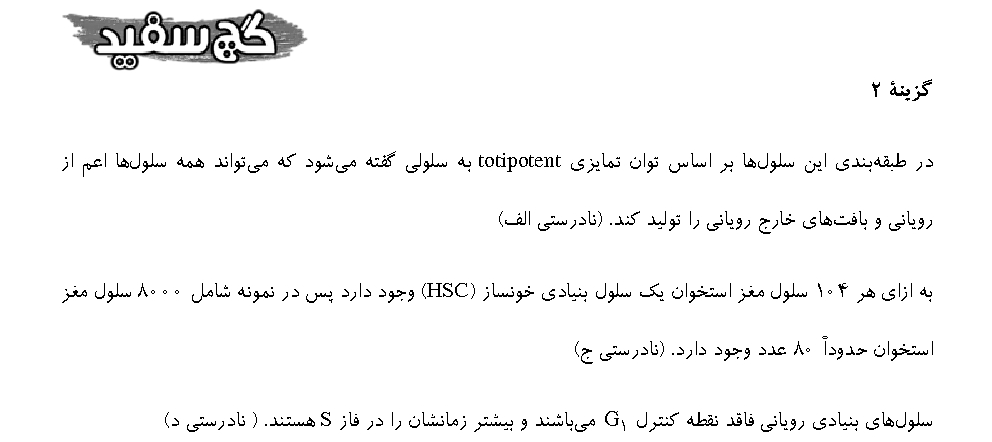 گچ سفید
گزینهٔ ۲
در طبقه‌بندی این سلول‌ها بر اساس توان تمایزی totipotent به سلولی گفته می‌شود که می‌تواند همه سلول‌ها اعم از
رویانی و بافت‌های خارج رویانی را تولید کند. (نادرستی الف)
به ازای هر ۱۰۴ سلول مغز استخوان یک سلول بنیادی خونساز (HSC) وجود دارد پس در نمونه شامل ۸۰۰۰ سلول مغز
استخوان حدوداً ۸۰ عدد وجود دارد. (نادرستی ج)
سلول‌های بنیادی رویانی فاقد نقطه کنترل G۱ می‌باشند و بیشتر زمانشان را در فاز S هستند. ( نادرستی د)